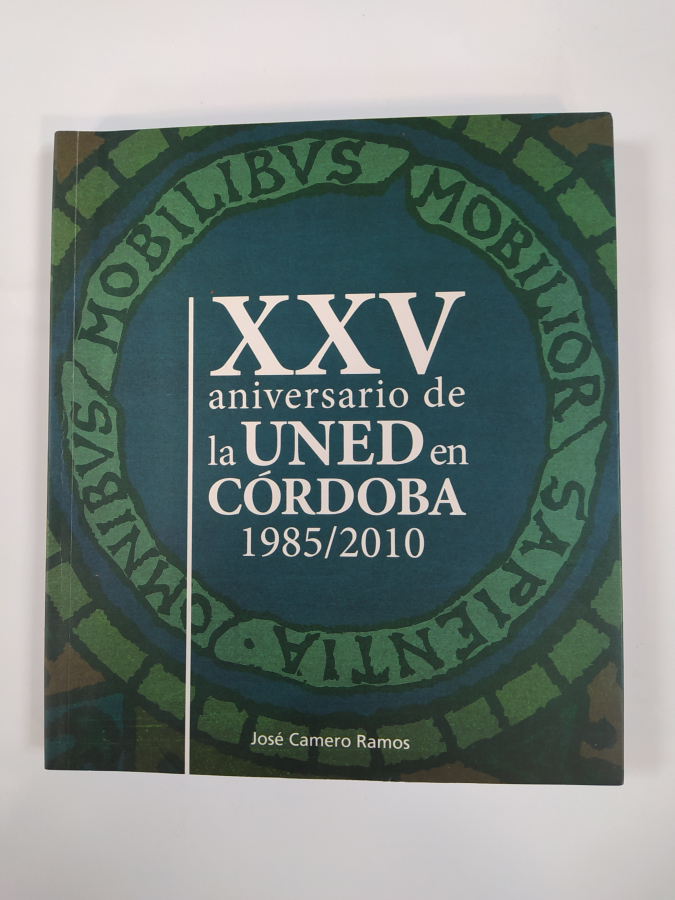 XXV
aniversario de
la UNED en
CÓRDOBA
1985/2010
José Camero Ramos
OMNIBVS MOBILIBVS MOBILIOR SAPIENTIA